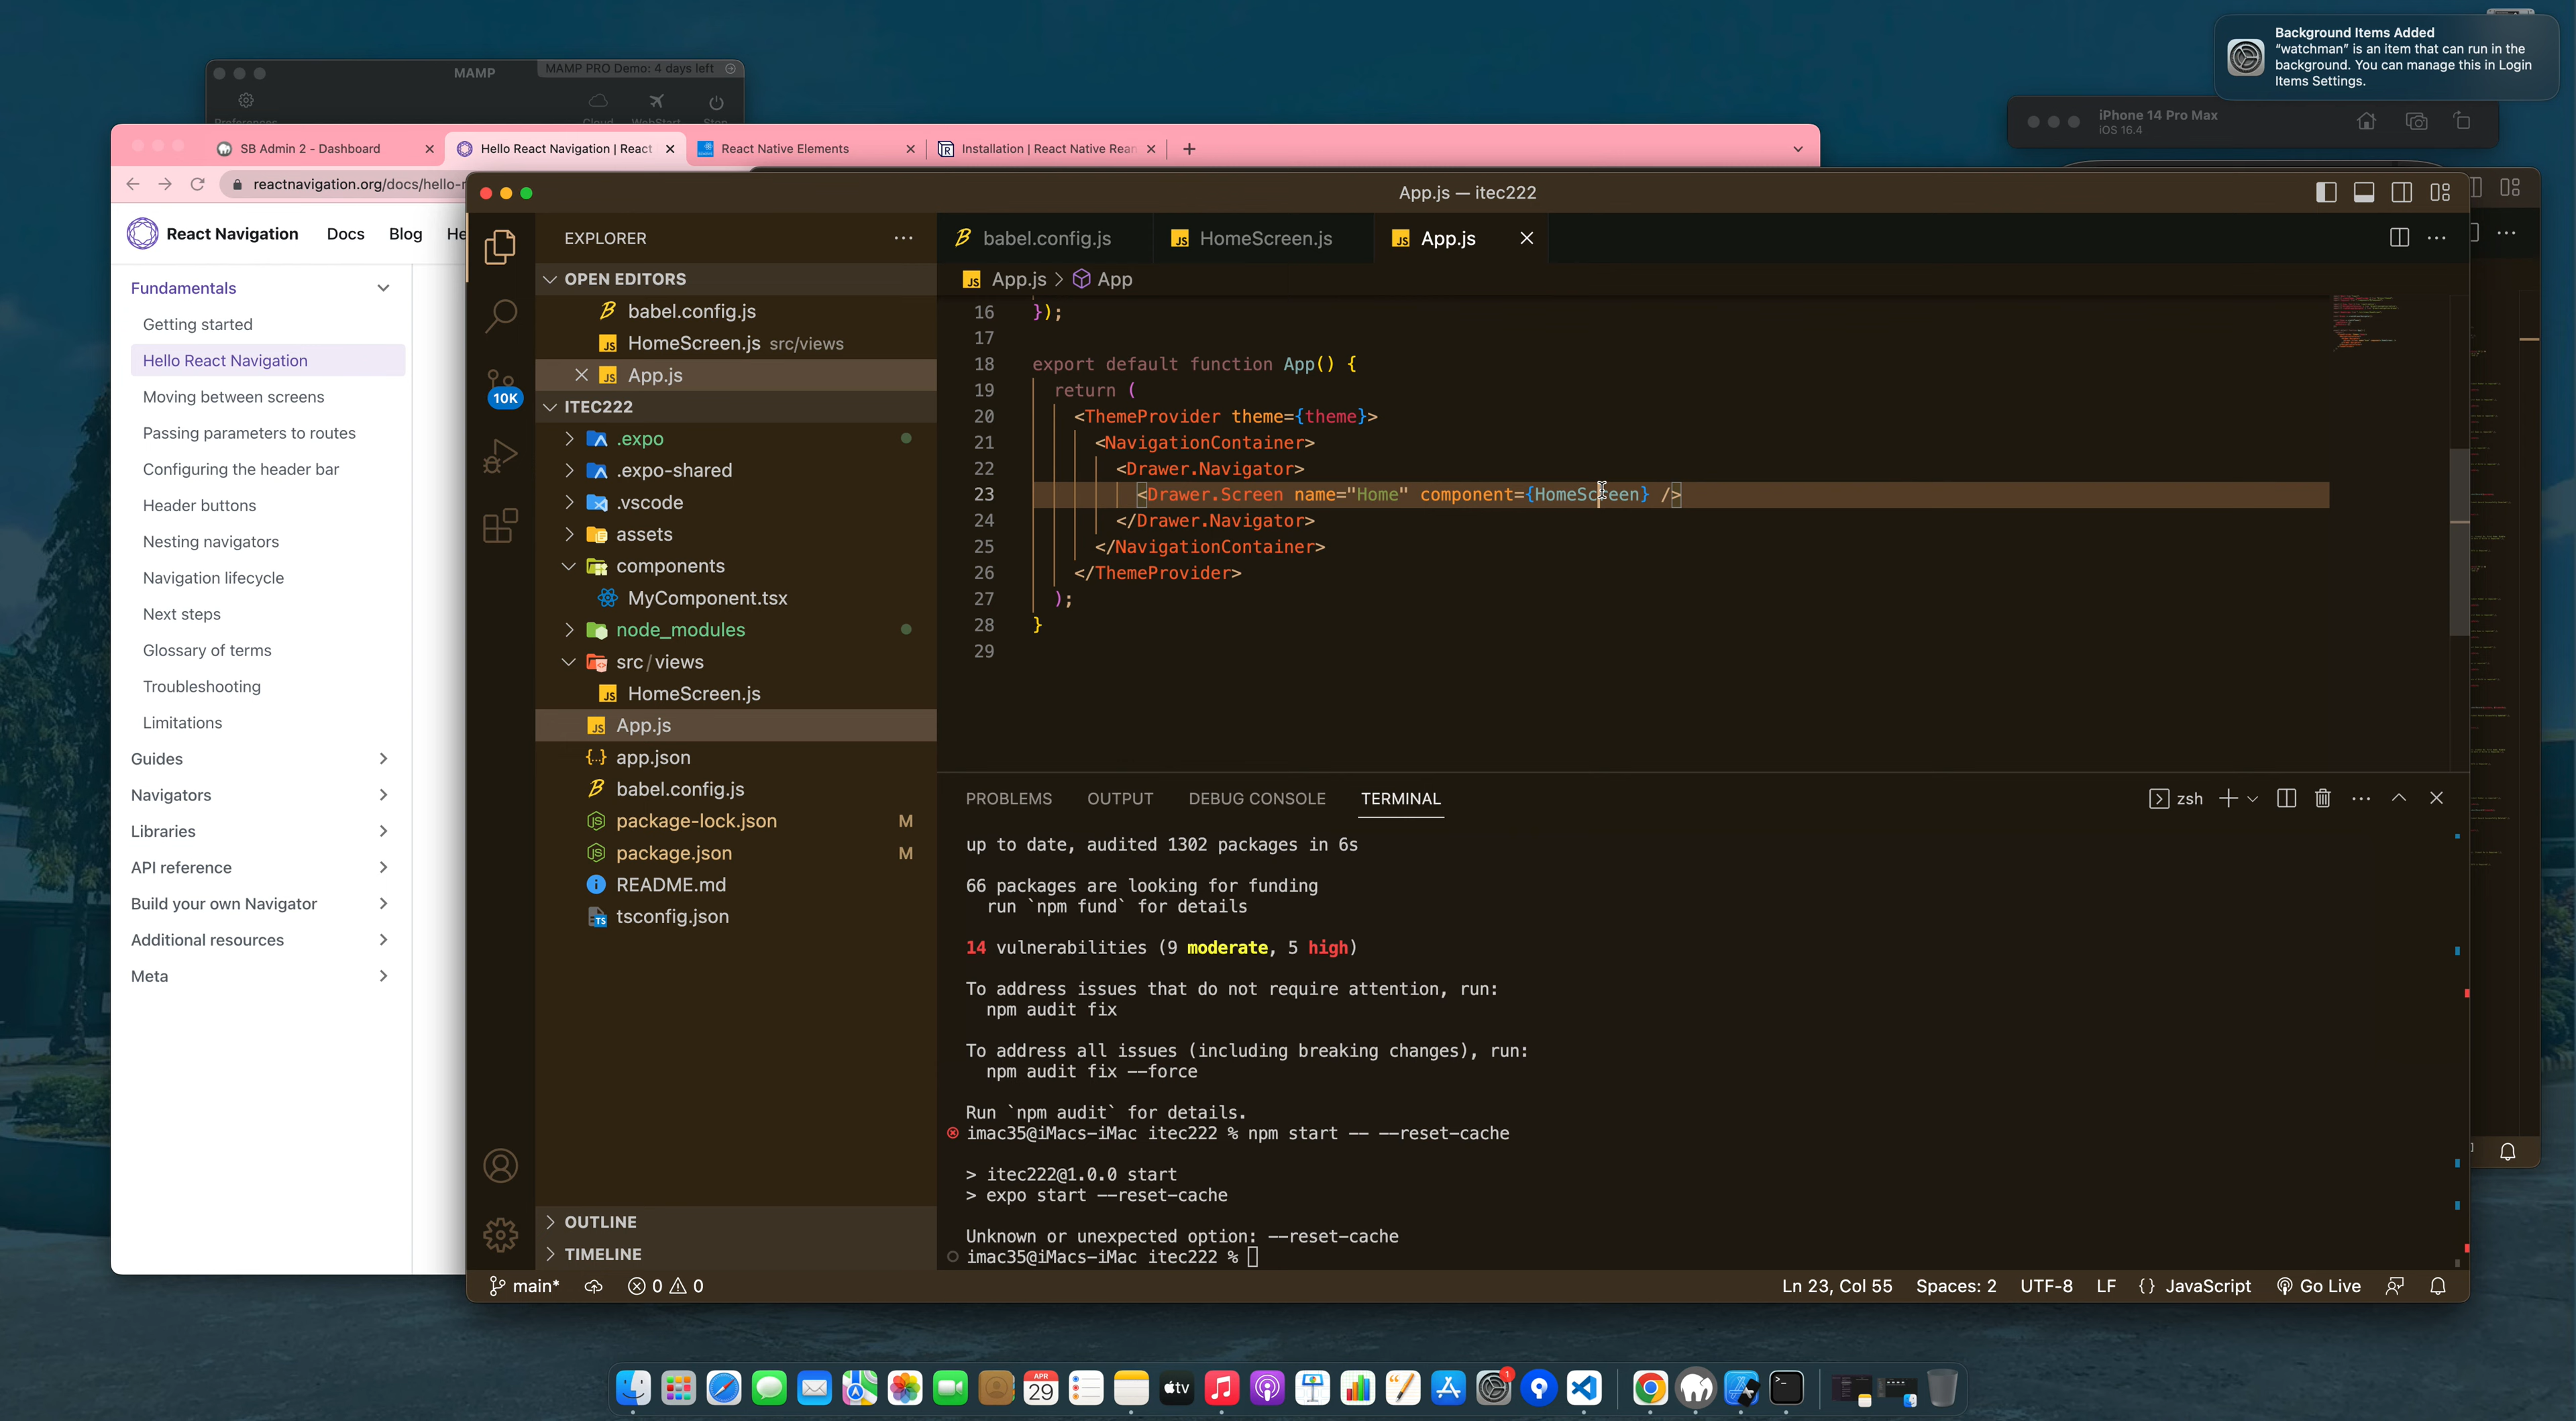 Background Items Added
“watchman” is an item that can run in the
background. You can manage this in Login
Items Settings.
MAMP
MAMP PRO Demo: 4 days left
Preferences
Cloud
WebStart
Stop
iPhone 14 Pro Max
iOS 16.4
SB Admin 2 - Dashboard
Hello React Navigation | React
React Native Elements
Installation | React Native Rean
reactnavigation.org/docs/hello-r
React Navigation
Docs
Blog
He
Fundamentals
Getting started
Hello React Navigation
Moving between screens
Passing parameters to routes
Configuring the header bar
Header buttons
Nesting navigators
Navigation lifecycle
Next steps
Glossary of terms
Troubleshooting
Limitations
Guides
Navigators
Libraries
API reference
Build your own Navigator
Additional resources
Meta
App.js — itec222
EXPLORER
OPEN EDITORS
babel.config.js
HomeScreen.js src/views
App.js
ITEC222
.expo
.expo-shared
.vscode
assets
components
MyComponent.tsx
node_modules
src/views
HomeScreen.js
App.js
app.json
babel.config.js
package-lock.json M
package.json M
README.md
tsconfig.json
OUTLINE
TIMELINE
10K
babel.config.js
HomeScreen.js
App.js
App.js > App
16 });
17
18 export default function App() {
19 return (
20 <ThemeProvider theme={theme}>
21 <NavigationContainer>
22 <Drawer.Navigator>
23 <Drawer.Screen name="Home" component={HomeScreen} />
24 </Drawer.Navigator>
25 </NavigationContainer>
26 </ThemeProvider>
27 );
28 }
29
PROBLEMS
OUTPUT
DEBUG CONSOLE
TERMINAL
zsh
up to date, audited 1302 packages in 6s
66 packages are looking for funding
run `npm fund` for details
14 vulnerabilities (9 moderate, 5 high)
To address issues that do not require attention, run:
npm audit fix
To address all issues (including breaking changes), run:
npm audit fix --force
Run `npm audit` for details.
imac35@iMacs-iMac itec222 % npm start -- --reset-cache
> itec222@1.0.0 start
> expo start --reset-cache
Unknown or unexpected option: --reset-cache
imac35@iMacs-iMac itec222 %
main*
0
0
Ln 23, Col 55
Spaces: 2
UTF-8
LF
{} JavaScript
Go Live
APR
29
tv
1